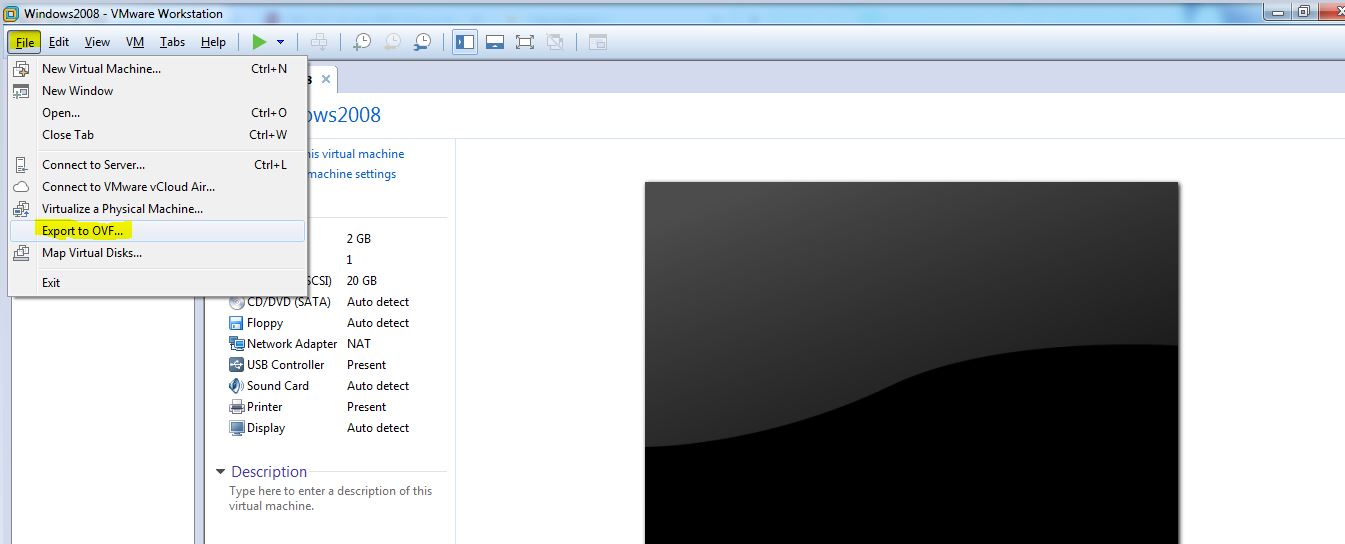 Windows2008 - VMware Workstation
File Edit View VM Tabs Help
New Virtual Machine... Ctrl+N
New Window
Open... Ctrl+O
Close Tab Ctrl+W
Connect to Server... Ctrl+L
Connect to VMware vCloud Air...
Virtualize a Physical Machine...
Export to OVF...
Map Virtual Disks...
Exit
ows2008
his virtual machine
machine settings
2 GB
1
SCSI) 20 GB
CD/DVD (SATA) Auto detect
Floppy Auto detect
Network Adapter NAT
USB Controller Present
Sound Card Auto detect
Printer Present
Display Auto detect
Description
Type here to enter a description of this
virtual machine.